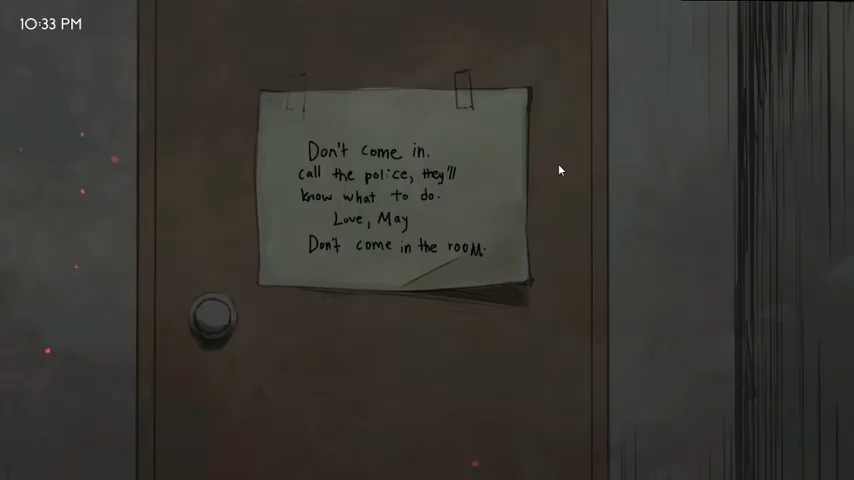 10:33 PM
Don't come in.
call the police, they'll
know what to do.
Love, May
Don't come in the room.